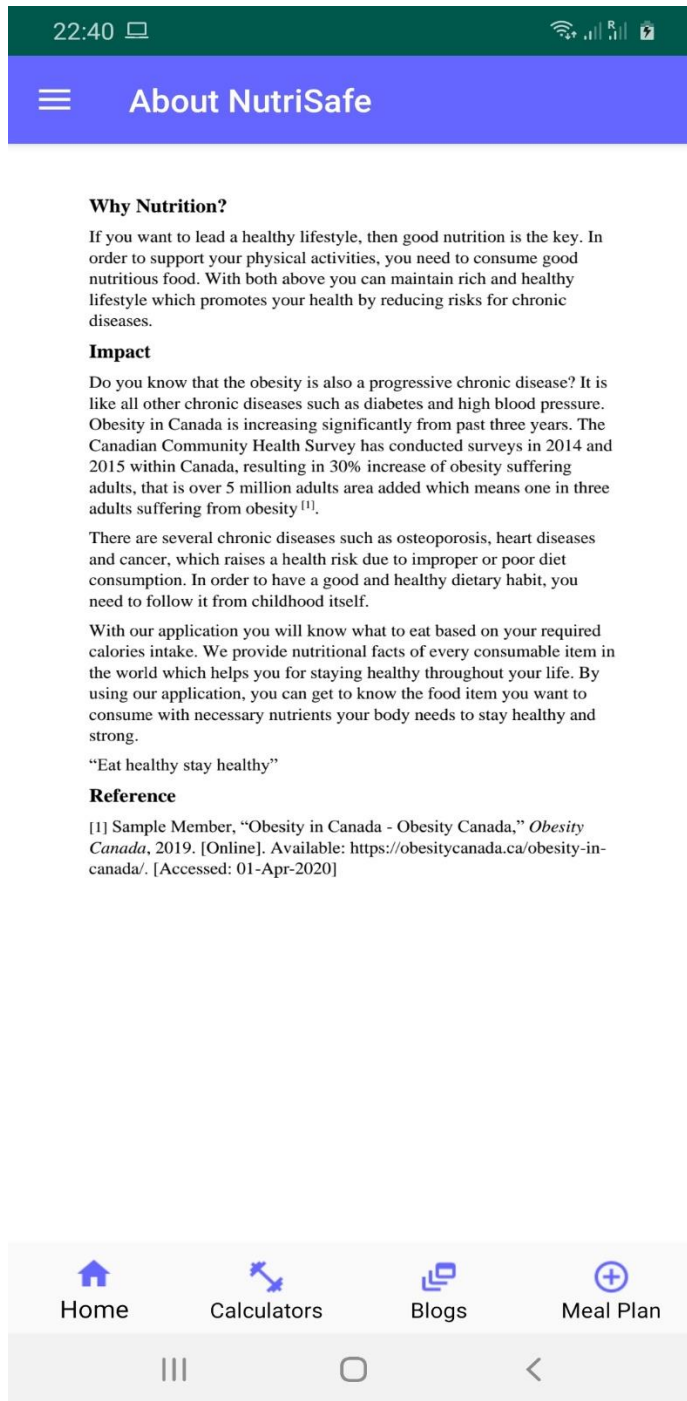 22:40
R
About NutriSafe
Why Nutrition?
If you want to lead a healthy lifestyle, then good nutrition is the key. In
order to support your physical activities, you need to consume good
nutritious food. With both above you can maintain rich and healthy
lifestyle which promotes your health by reducing risks for chronic
diseases.
Impact
Do you know that the obesity is also a progressive chronic disease? It is
like all other chronic diseases such as diabetes and high blood pressure.
Obesity in Canada is increasing significantly from past three years. The
Canadian Community Health Survey has conducted surveys in 2014 and
2015 within Canada, resulting in 30% increase of obesity suffering
adults, that is over 5 million adults area added which means one in three
adults suffering from obesity [1].
There are several chronic diseases such as osteoporosis, heart diseases
and cancer, which raises a health risk due to improper or poor diet
consumption. In order to have a good and healthy dietary habit, you
need to follow it from childhood itself.
With our application you will know what to eat based on your required
calories intake. We provide nutritional facts of every consumable item in
the world which helps you for staying healthy throughout your life. By
using our application, you can get to know the food item you want to
consume with necessary nutrients your body needs to stay healthy and
strong.
“Eat healthy stay healthy”
Reference
[1] Sample Member, “Obesity in Canada - Obesity Canada,” Obesity
Canada, 2019. [Online]. Available: https://obesitycanada.ca/obesity-in-
canada/. [Accessed: 01-Apr-2020]
Home
Calculators
Blogs
Meal Plan